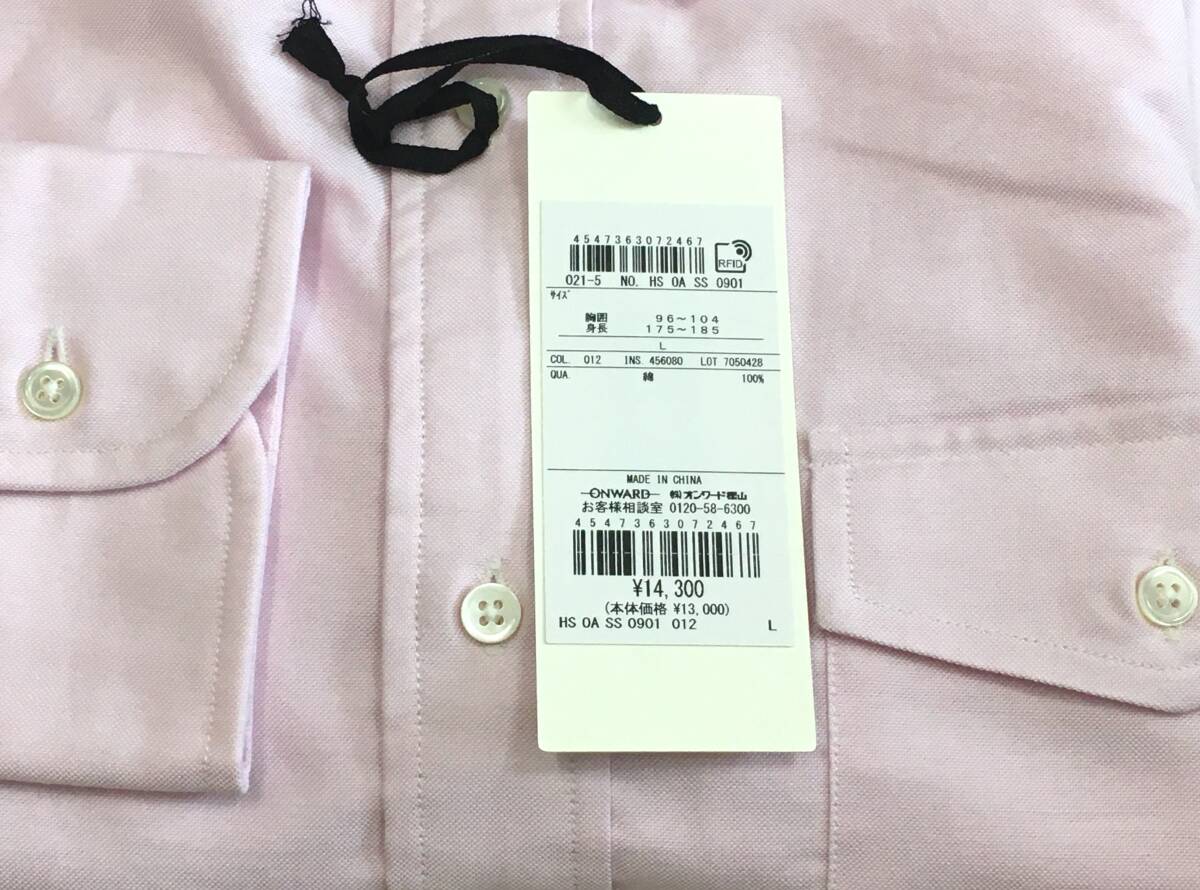 4547363072467
RFID
021-5 NO. HS 0A SS 0901
サイズ
胸囲 96～104
身長 175～185
L
COL. 012 INS. 456080 LOT 7050428
QUA. 綿 100%
MADE IN CHINA
ONWARD ㈱オンワード樫山
お客様相談室 0120-58-6300
4547363072467
¥14,300
(本体価格 ¥13,000)
HS 0A SS 0901 012 L